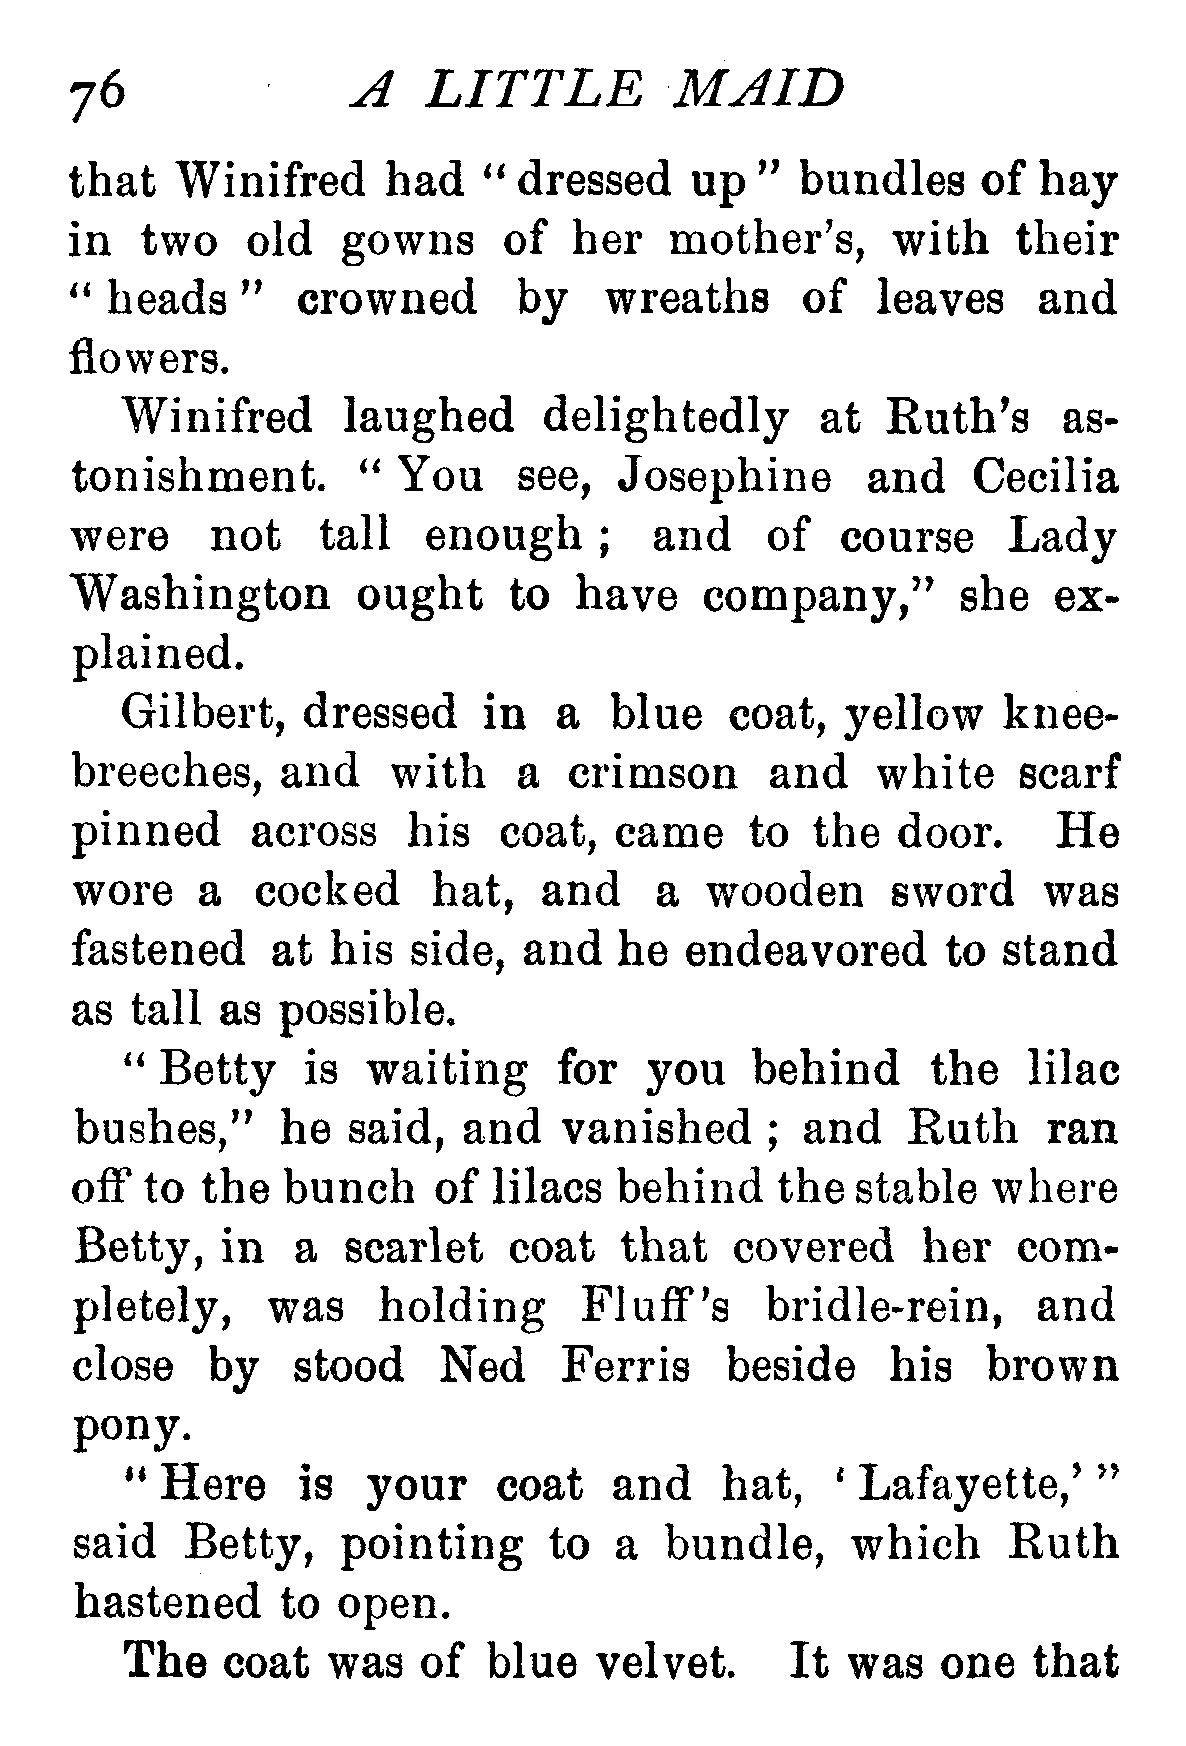 76 A LITTLE MAID
that Winifred had " dressed up " bundles of hay
in two old gowns of her mother's, with their
" heads " crowned by wreaths of leaves and
flowers.
Winifred laughed delightedly at Ruth's as-
tonishment. " You see, Josephine and Cecilia
were not tall enough ; and of course Lady
Washington ought to have company," she ex-
plained.
Gilbert, dressed in a blue coat, yellow knee-
breeches, and with a crimson and white scarf
pinned across his coat, came to the door. He
wore a cocked hat, and a wooden sword was
fastened at his side, and he endeavored to stand
as tall as possible.
" Betty is waiting for you behind the lilac
bushes," he said, and vanished ; and Ruth ran
off to the bunch of lilacs behind the stable where
Betty, in a scarlet coat that covered her com-
pletely, was holding Fluff's bridle-rein, and
close by stood Ned Ferris beside his brown
pony.
" Here is your coat and hat, ' Lafayette,' "
said Betty, pointing to a bundle, which Ruth
hastened to open.
The coat was of blue velvet. It was one that